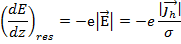 (dE/dz)_res = −e|E⃗| = −e |J⃗_h|/σ